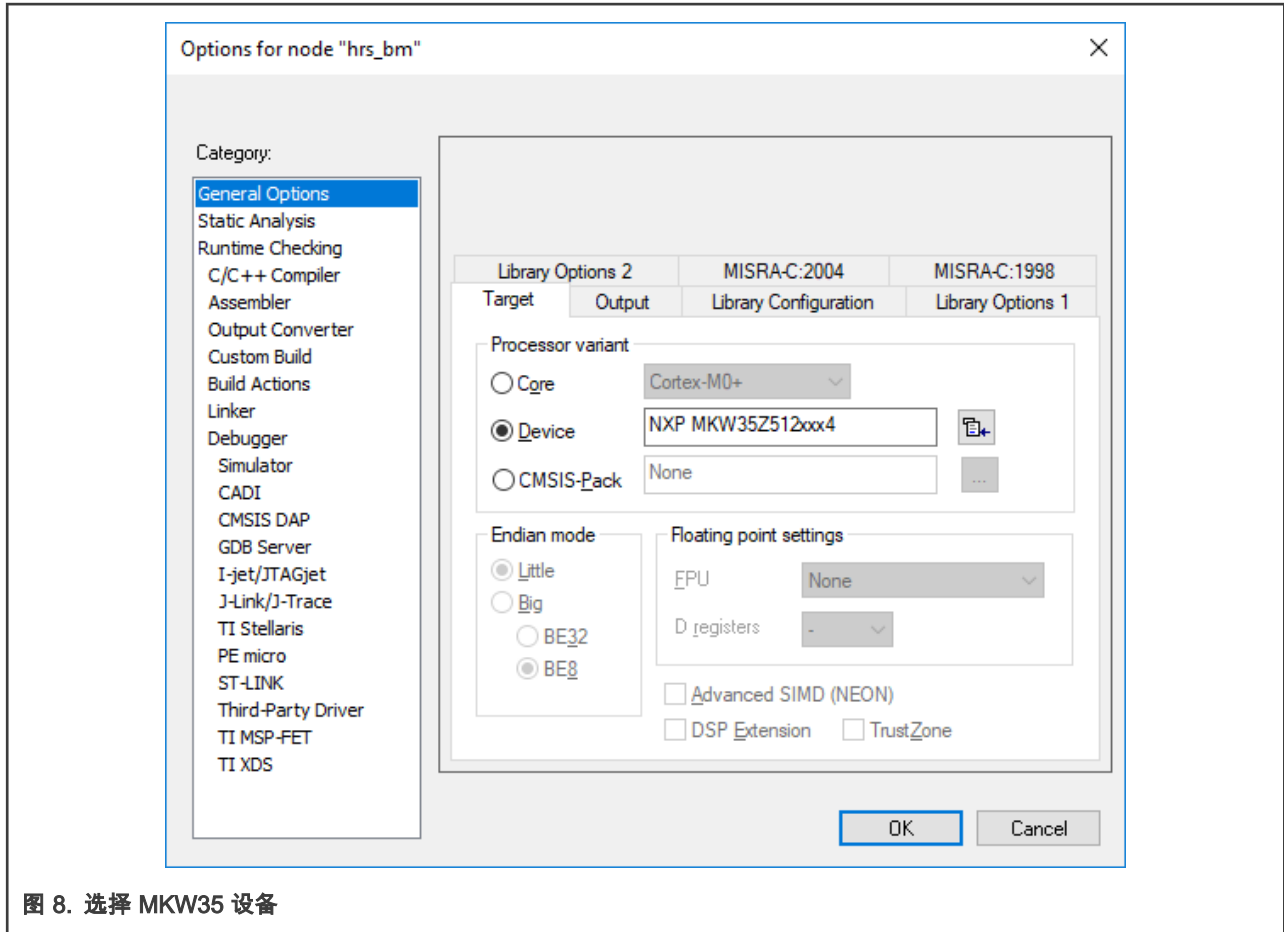 Options for node "hrs_bm"
Category:
General Options
Static Analysis
Runtime Checking
C/C++ Compiler
Assembler
Output Converter
Custom Build
Build Actions
Linker
Debugger
Simulator
CADI
CMSIS DAP
GDB Server
I-jet/JTAGjet
J-Link/J-Trace
TI Stellaris
PE micro
ST-LINK
Third-Party Driver
TI MSP-FET
TI XDS
Library Options 2 MISRA-C:2004 MISRA-C:1998
Target Output Library Configuration Library Options 1
Processor variant
Core Cortex-M0+
Device NXP MKW35Z512xxx4
CMSIS-Pack None ...
Endian mode
Little
Big
BE32
BE8
Floating point settings
FPU None
D registers -
Advanced SIMD (NEON)
DSP Extension TrustZone
OK Cancel
图 8. 选择 MKW35 设备